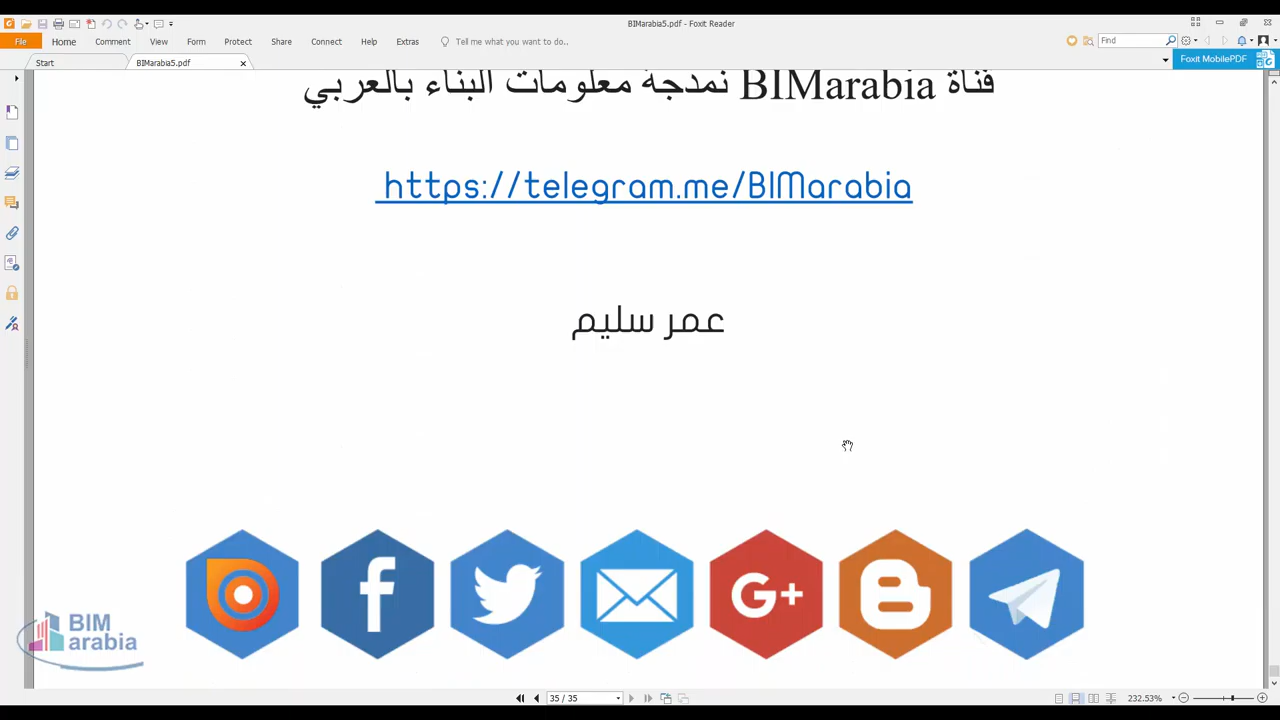 BIMarabia5.pdf - Foxit Reader
File Home Comment View Form Protect Share Connect Help Extras Tell me what you want to do.. Find
Start BIMarabia5.pdf Foxit MobilePDF
قناة BIMarabia نمذجة معلومات البناء بالعربي
https://telegram.me/BIMarabia
عمر سليم
f G+ B
BIM
arabia
35 / 35 232.53%